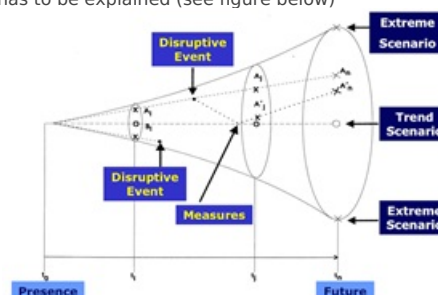 has to be explained (see figure below)
Extreme
Scenario
Disruptive
Event
Trend
Scenario
Disruptive
Event
Measures
Extreme
Scenario
Presence
Future